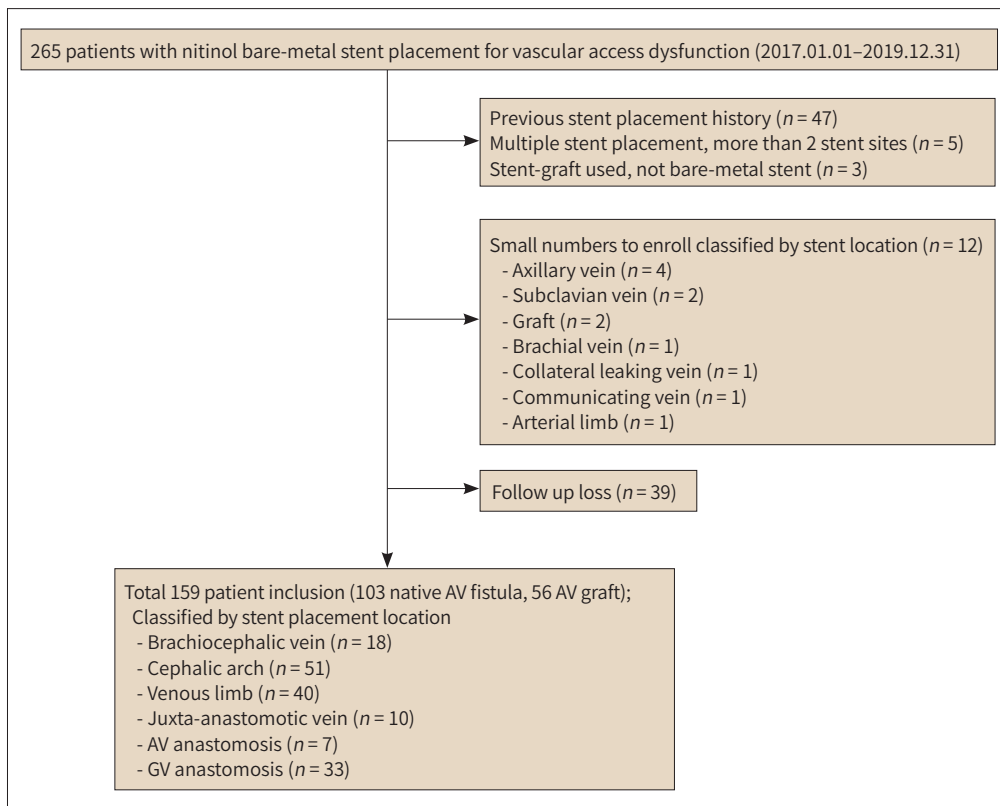 265 patients with nitinol bare-metal stent placement for vascular access dysfunction (2017.01.01–2019.12.31)
Previous stent placement history (n = 47)
Multiple stent placement, more than 2 stent sites (n = 5)
Stent-graft used, not bare-metal stent (n = 3)
Small numbers to enroll classified by stent location (n = 12)
- Axillary vein (n = 4)
- Subclavian vein (n = 2)
- Graft (n = 2)
- Brachial vein (n = 1)
- Collateral leaking vein (n = 1)
- Communicating vein (n = 1)
- Arterial limb (n = 1)
Follow up loss (n = 39)
Total 159 patient inclusion (103 native AV fistula, 56 AV graft);
Classified by stent placement location
- Brachiocephalic vein (n = 18)
- Cephalic arch (n = 51)
- Venous limb (n = 40)
- Juxta-anastomotic vein (n = 10)
- AV anastomosis (n = 7)
- GV anastomosis (n = 33)